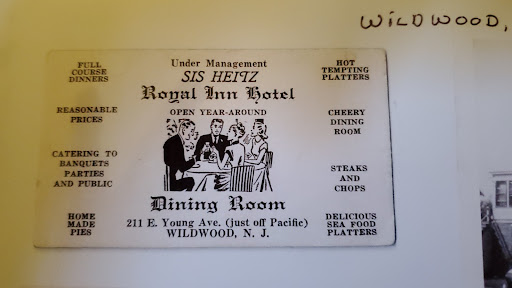 WILDWOOD,
FULL
COURSE
DINNERS
REASONABLE
PRICES
CATERING TO
BANQUETS
PARTIES
AND PUBLIC
HOME
MADE
PIES
Under Management
SIS HEITZ
Royal Inn Hotel
OPEN YEAR-AROUND
Dining Room
211 E. Young Ave. (just off Pacific)
WILDWOOD, N. J.
HOT
TEMPTING
PLATTERS
CHEERY
DINING
ROOM
STEAKS
AND
CHOPS
DELICIOUS
SEA FOOD
PLATTERS